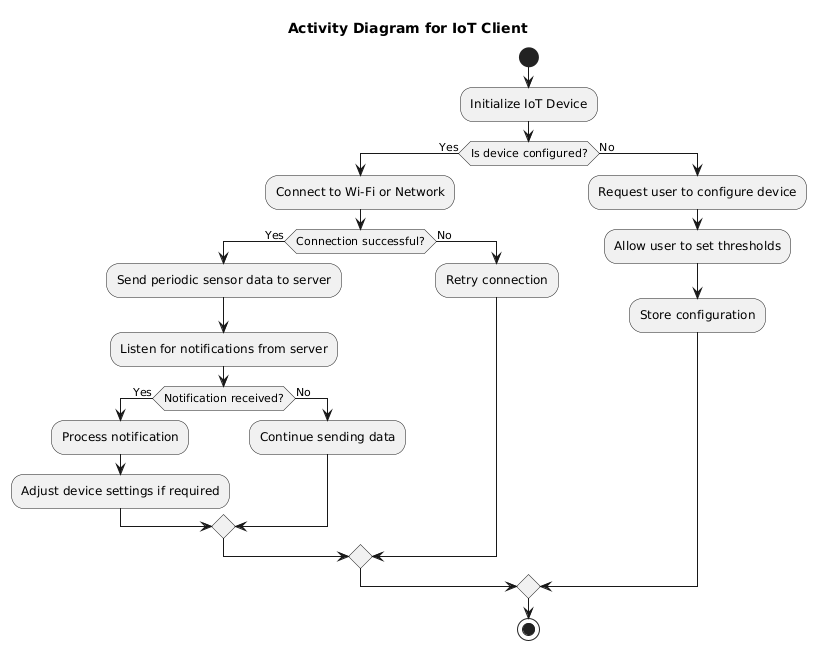 Activity Diagram for IoT Client
Initialize IoT Device
Is device configured?
Yes
No
Connect to Wi-Fi or Network
Request user to configure device
Connection successful?
Yes
No
Allow user to set thresholds
Send periodic sensor data to server
Retry connection
Store configuration
Listen for notifications from server
Notification received?
Yes
No
Process notification
Continue sending data
Adjust device settings if required